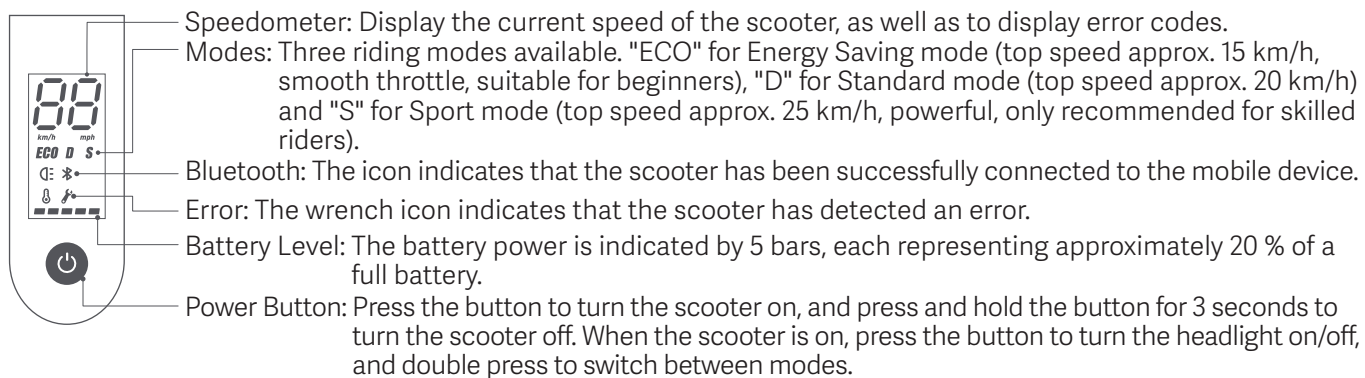 Speedometer: Display the current speed of the scooter, as well as to display error codes.
Modes: Three riding modes available. "ECO" for Energy Saving mode (top speed approx. 15 km/h,
smooth throttle, suitable for beginners), "D" for Standard mode (top speed approx. 20 km/h)
and "S" for Sport mode (top speed approx. 25 km/h, powerful, only recommended for skilled
riders).
88
km/h mph
ECO D S
Bluetooth: The icon indicates that the scooter has been successfully connected to the mobile device.
Error: The wrench icon indicates that the scooter has detected an error.
Battery Level: The battery power is indicated by 5 bars, each representing approximately 20 % of a
full battery.
Power Button: Press the button to turn the scooter on, and press and hold the button for 3 seconds to
turn the scooter off. When the scooter is on, press the button to turn the headlight on/off,
and double press to switch between modes.